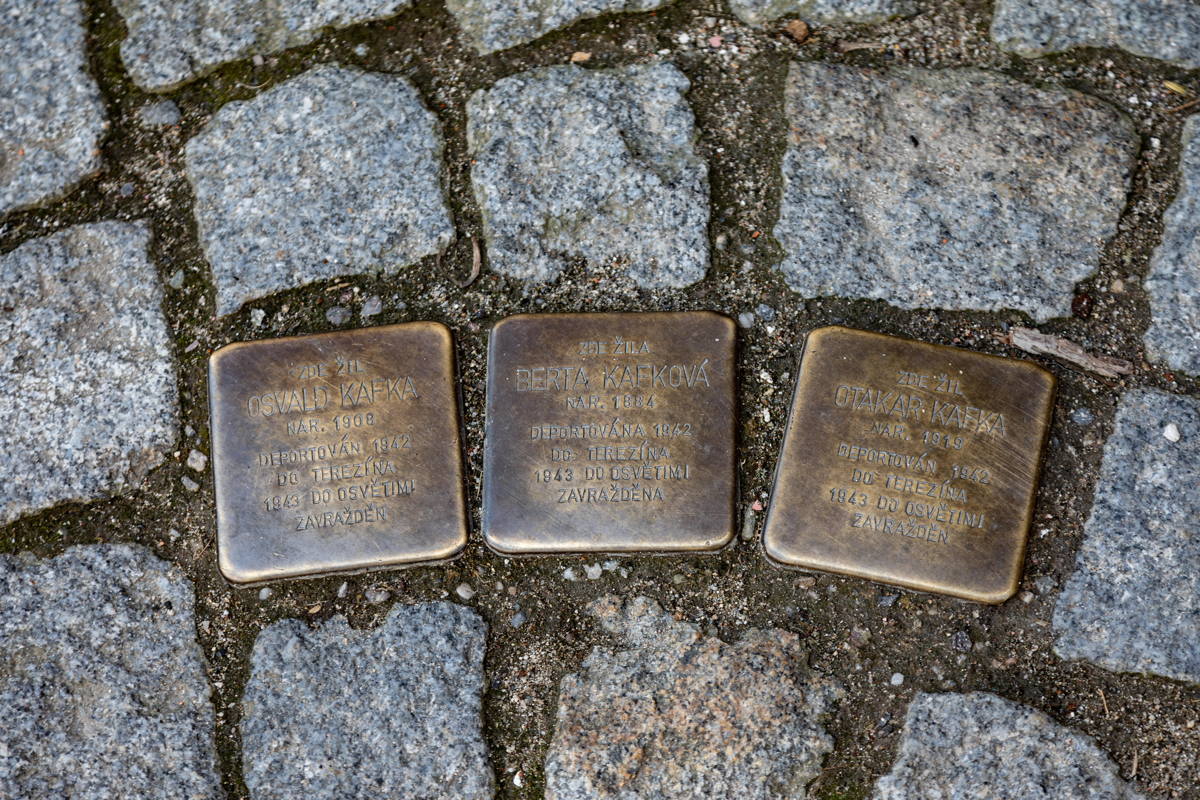 ZDE ŽIL
OSVALD KAFKA
NAR. 1908
DEPORTOVÁN 1942
DO TEREZÍNA
1943 DO OSVĚTIMI
ZAVRAŽDĚN
ZDE ŽILA
BERTA KAFKOVÁ
NAR. 1884
DEPORTOVÁNA 1942
DO TEREZÍNA
1943 DO OSVĚTIMI
ZAVRAŽDĚNA
ZDE ŽIL
OTAKAR KAFKA
NAR. 1919
DEPORTOVÁN 1942
DO TEREZÍNA
1943 DO OSVĚTIMI
ZAVRAŽDĚN